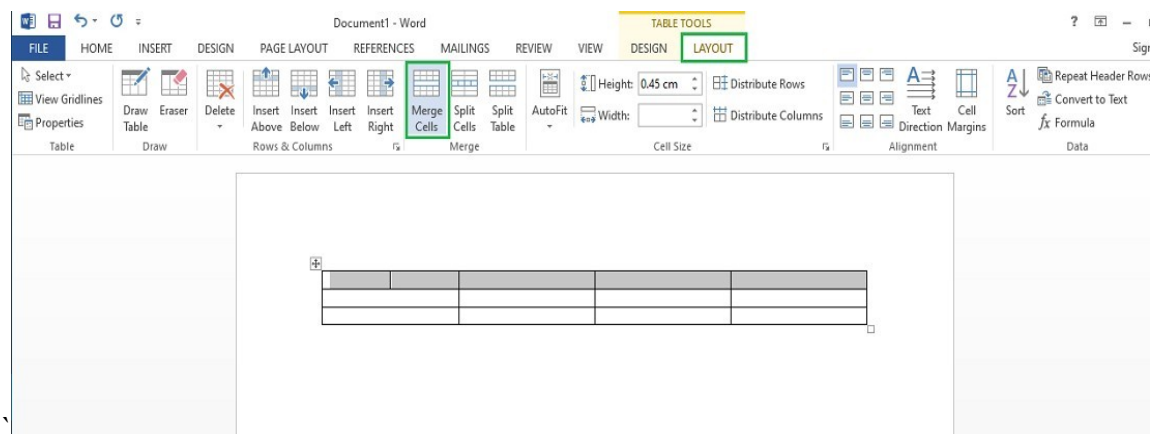 Document1 - Word
TABLE TOOLS
?
FILE HOME INSERT DESIGN PAGE LAYOUT REFERENCES MAILINGS REVIEW VIEW DESIGN LAYOUT
Select
View Gridlines
Properties
Table
Draw Table
Eraser
Draw
Delete
Insert Above
Insert Below
Insert Left
Insert Right
Rows & Columns
Merge Cells
Split Cells
Split Table
Merge
AutoFit
Height: 0.45 cm
Width:
Distribute Rows
Distribute Columns
Cell Size
Text Direction
Cell Margins
Alignment
A Z
Sort
Repeat Header Rows
Convert to Text
fx Formula
Data
`